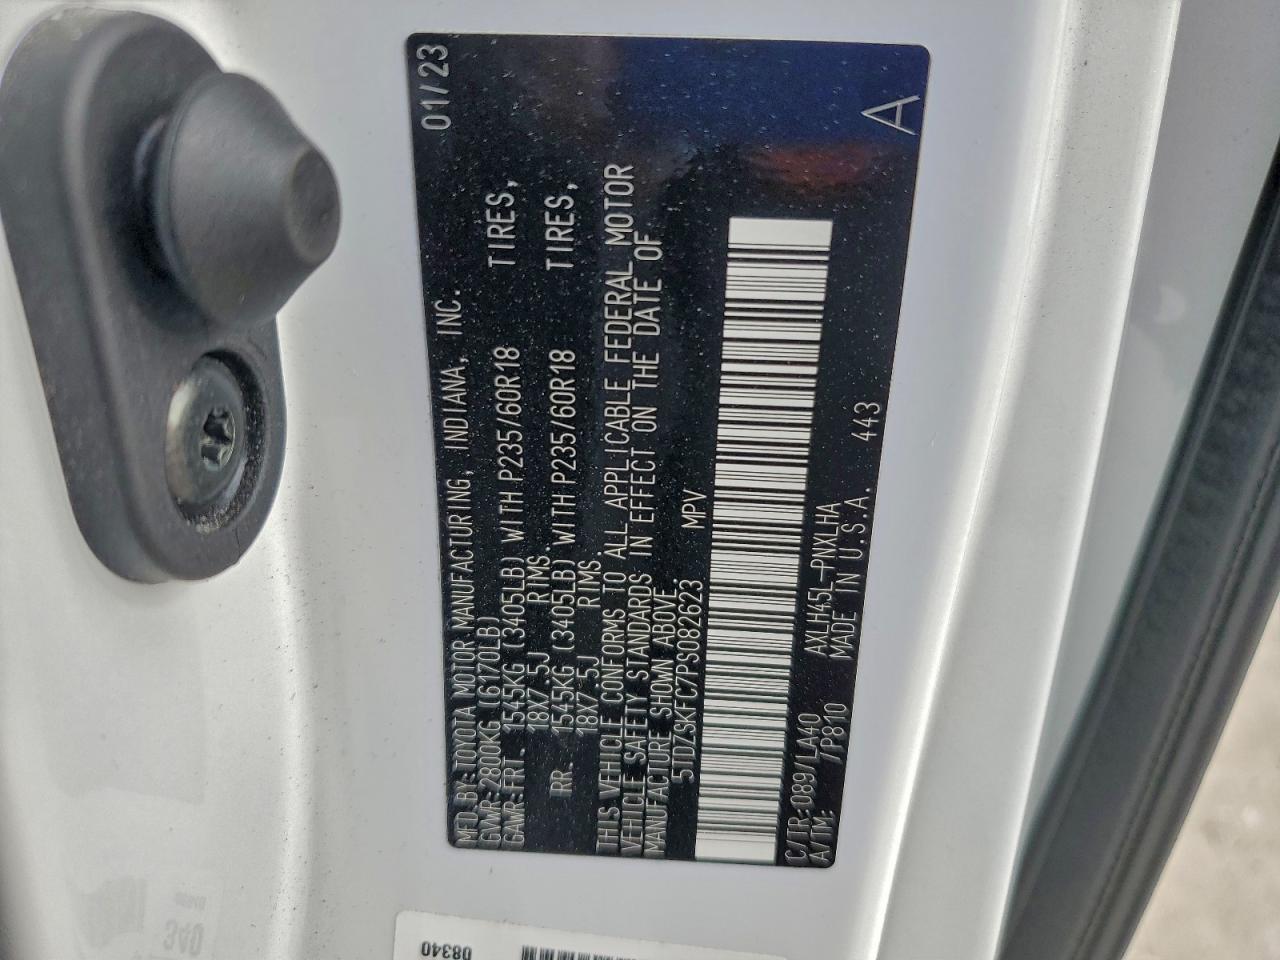 MFD.BY:TOYOTA MOTOR MANUFACTURING, INDIANA, INC. 01/23
GVWR:2800KG (6170LB)
GAWR:FRT. 1545KG (3405LB) WITH P235/60R18 TIRES,
18X7.5J RIMS.
RR. 1545KG (3405LB) WITH P235/60R18 TIRES,
18X7.5J RIMS.
THIS VEHICLE CONFORMS TO ALL APPLICABLE FEDERAL MOTOR
VEHICLE SAFETY STANDARDS IN EFFECT ON THE DATE OF
MANUFACTURE SHOWN ABOVE.
5TDZSKFC7PS082623 MPV
C/TR:089/LA40 AXLH45L-PNXLHA
A/TM: /P810 MADE IN U.S.A 443 A
08340